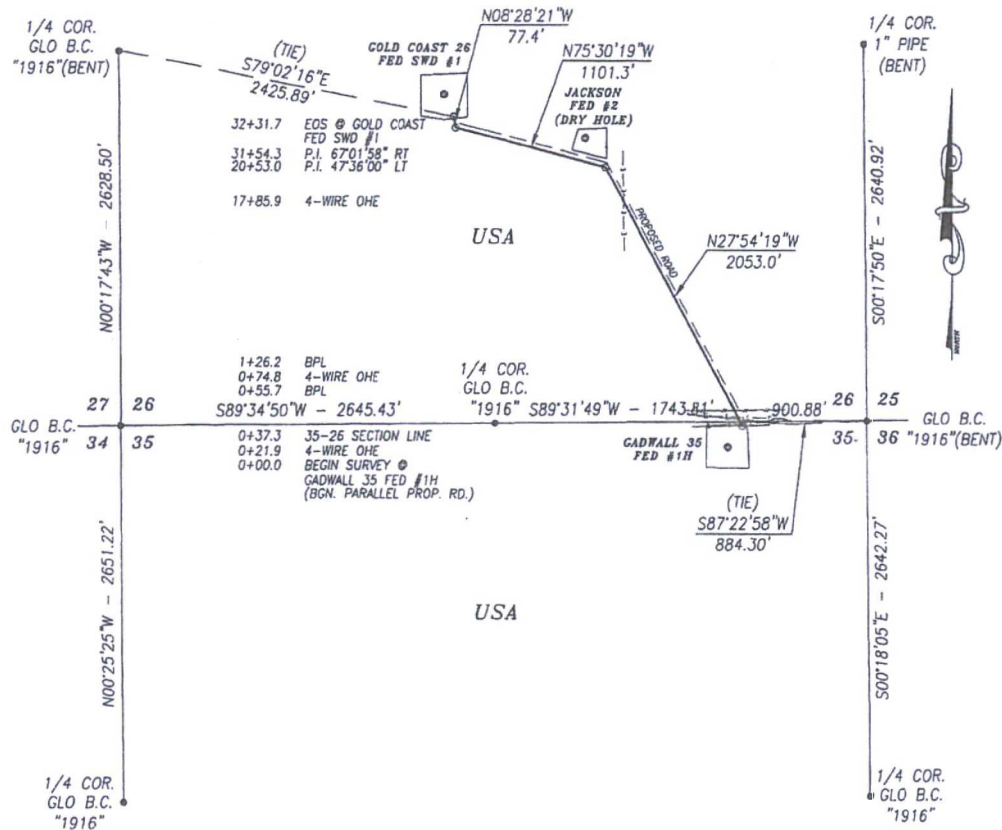 1/4 COR.
GLO B.C.
"1916"(BENT)
(TIE)
S79°02'16"E
2425.89'
GOLD COAST 26
FED SWD #1
N08°28'21"W
77.4'
N75°30'19"W
1101.3'
JACKSON
FED #2
(DRY HOLE)
1/4 COR.
1" PIPE
(BENT)
32+31.7 EOS @ GOLD COAST
FED SWD #1
31+54.3 P.I. 67°01'58" RT
20+53.0 P.I. 47°36'00" LT
17+85.9 4-WIRE OHE
N00°17'43"W - 2628.50'
USA
PROPOSED ROAD
N27°54'19"W
2053.0'
S00°17'50"E - 2640.92'
NORTH
1+26.2 BPL
0+74.8 4-WIRE OHE
0+55.7 BPL
1/4 COR.
GLO B.C.
"1916"
27 26
S89°34'50"W - 2645.43'
S89°31'49"W - 1743.81'
900.88'
26 25
GLO B.C.
"1916"
34 35
35 36
GLO B.C.
"1916"(BENT)
0+37.3 35-26 SECTION LINE
0+21.9 4-WIRE OHE
0+00.0 BEGIN SURVEY @
GADWALL 35 FED #1H
(BGN. PARALLEL PROP. RD.)
GADWALL 35
FED #1H
(TIE)
S87°22'58"W
884.30'
N00°25'25"W - 2651.22'
USA
S00°18'05"E - 2642.27'
1/4 COR.
GLO B.C.
"1916"
1/4 COR.
GLO B.C.
"1916"